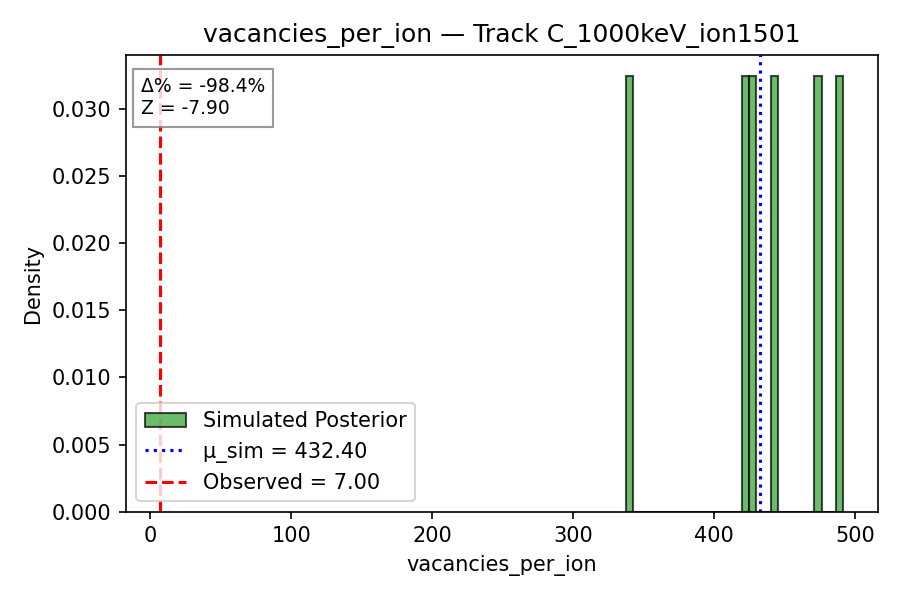 vacancies_per_ion — Track C_1000keV_ion1501
Δ% = -98.4%
Z = -7.90
Density
0.030
0.025
0.020
0.015
0.010
0.005
0.000
Simulated Posterior
μ_sim = 432.40
Observed = 7.00
0 100 200 300 400 500
vacancies_per_ion